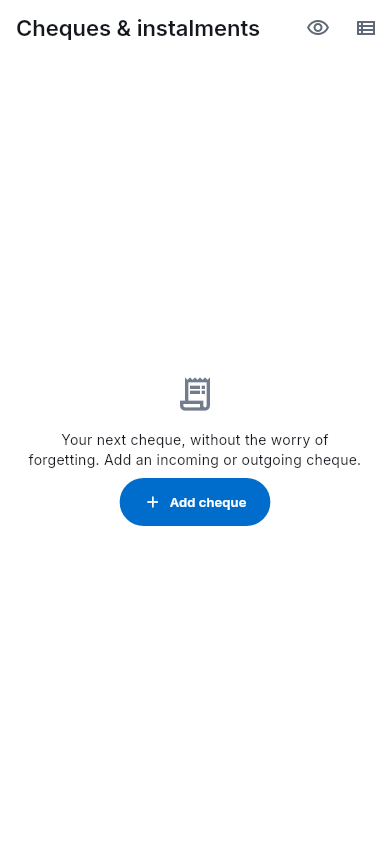 Cheques & instalments
Your next cheque, without the worry of
forgetting. Add an incoming or outgoing cheque.
Add cheque